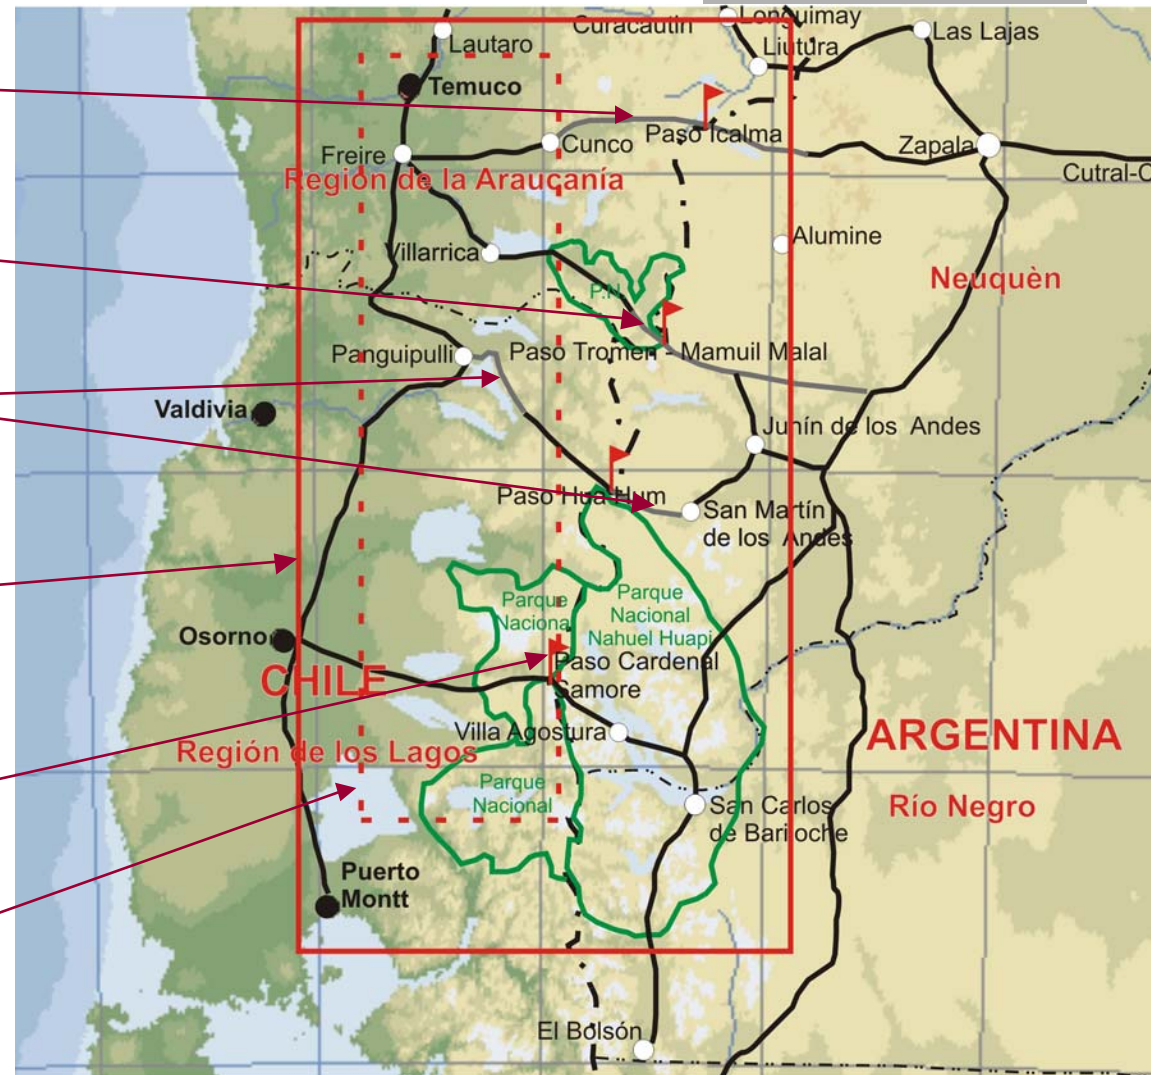 Curacautín
Lonquimay
Lautaro
Liutura
Las Lajas
Temuco
Paso Icalma
Cunco
Freire
Zapala
Cutral-C
Región de la Araucanía
Villarrica
Alumine
P.N
Neuquèn
Panguipulli
Paso Tromen - Mamuil Malal
Valdivia
Junín de los Andes
Paso Hua-Hum
San Martín
de los Andes
Parque
Nacional
Parque
Nacional
Nahuel Huapi
Osorno
Paso Cardenal
Samore
CHILE
Villa Agostura
ARGENTINA
Región de los Lagos
Parque
Nacional
San Carlos
de Bariloche
Río Negro
Puerto
Montt
El Bolsón